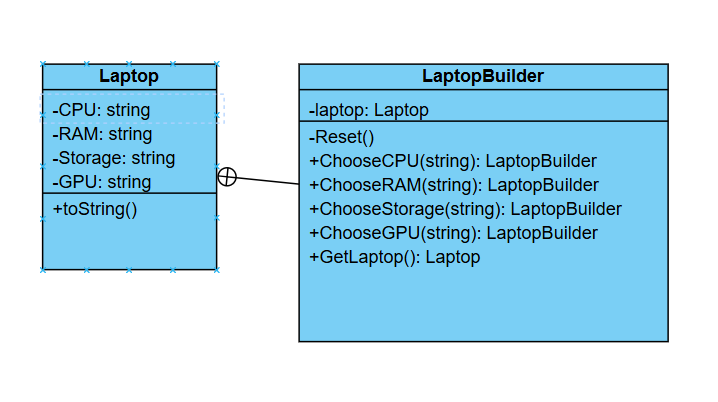 Laptop
-CPU: string
-RAM: string
-Storage: string
-GPU: string
+toString()
LaptopBuilder
-laptop: Laptop
-Reset()
+ChooseCPU(string): LaptopBuilder
+ChooseRAM(string): LaptopBuilder
+ChooseStorage(string): LaptopBuilder
+ChooseGPU(string): LaptopBuilder
+GetLaptop(): Laptop